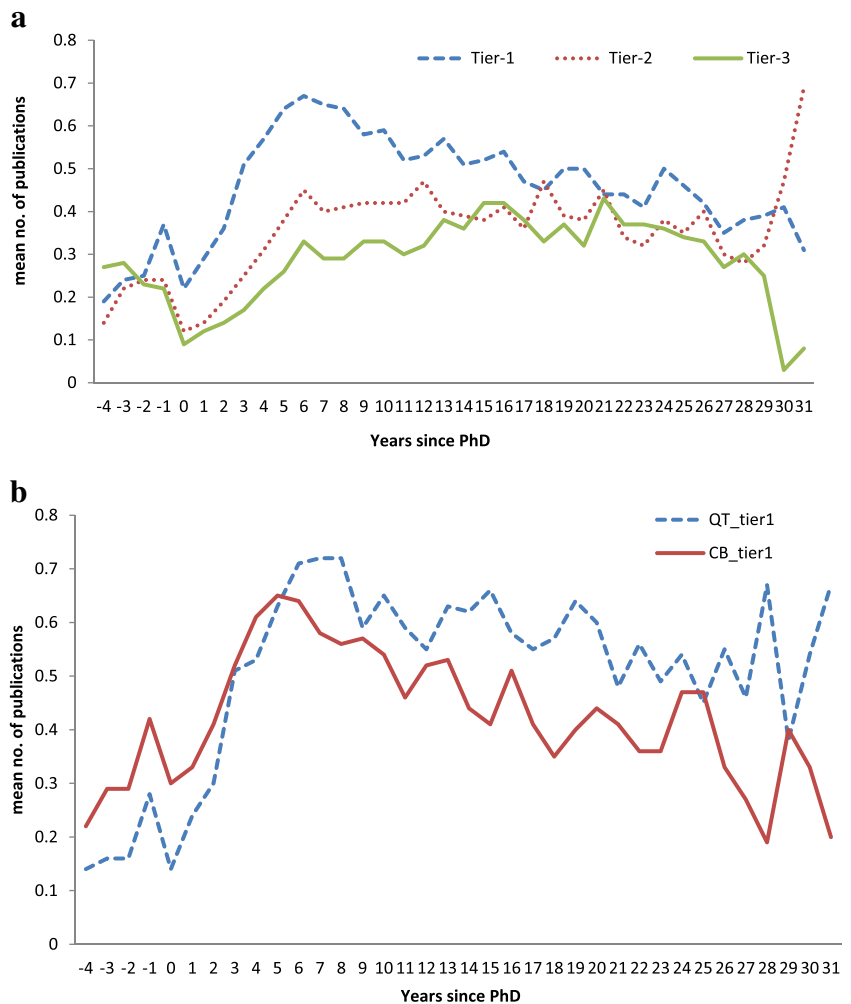 a
0.8
Tier-1 Tier-2 Tier-3
0.7
0.6
0.5
0.4
0.3
0.2
0.1
0
mean no. of publications
-4 -3 -2 -1 0 1 2 3 4 5 6 7 8 9 10 11 12 13 14 15 16 17 18 19 20 21 22 23 24 25 26 27 28 29 30 31
Years since PhD
b
0.8
QT_tier1
CB_tier1
0.7
0.6
0.5
0.4
0.3
0.2
0.1
0
mean no. of publications
-4 -3 -2 -1 0 1 2 3 4 5 6 7 8 9 10 11 12 13 14 15 16 17 18 19 20 21 22 23 24 25 26 27 28 29 30 31
Years since PhD